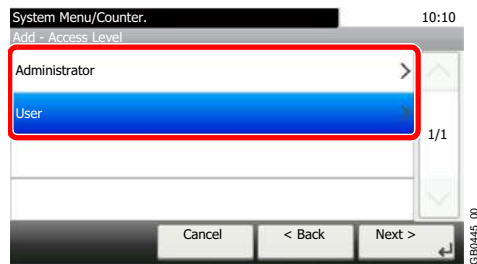 System Menu/Counter. 10:10
Add - Access Level
Administrator
User
1/1
Cancel < Back Next >
GB0445_00